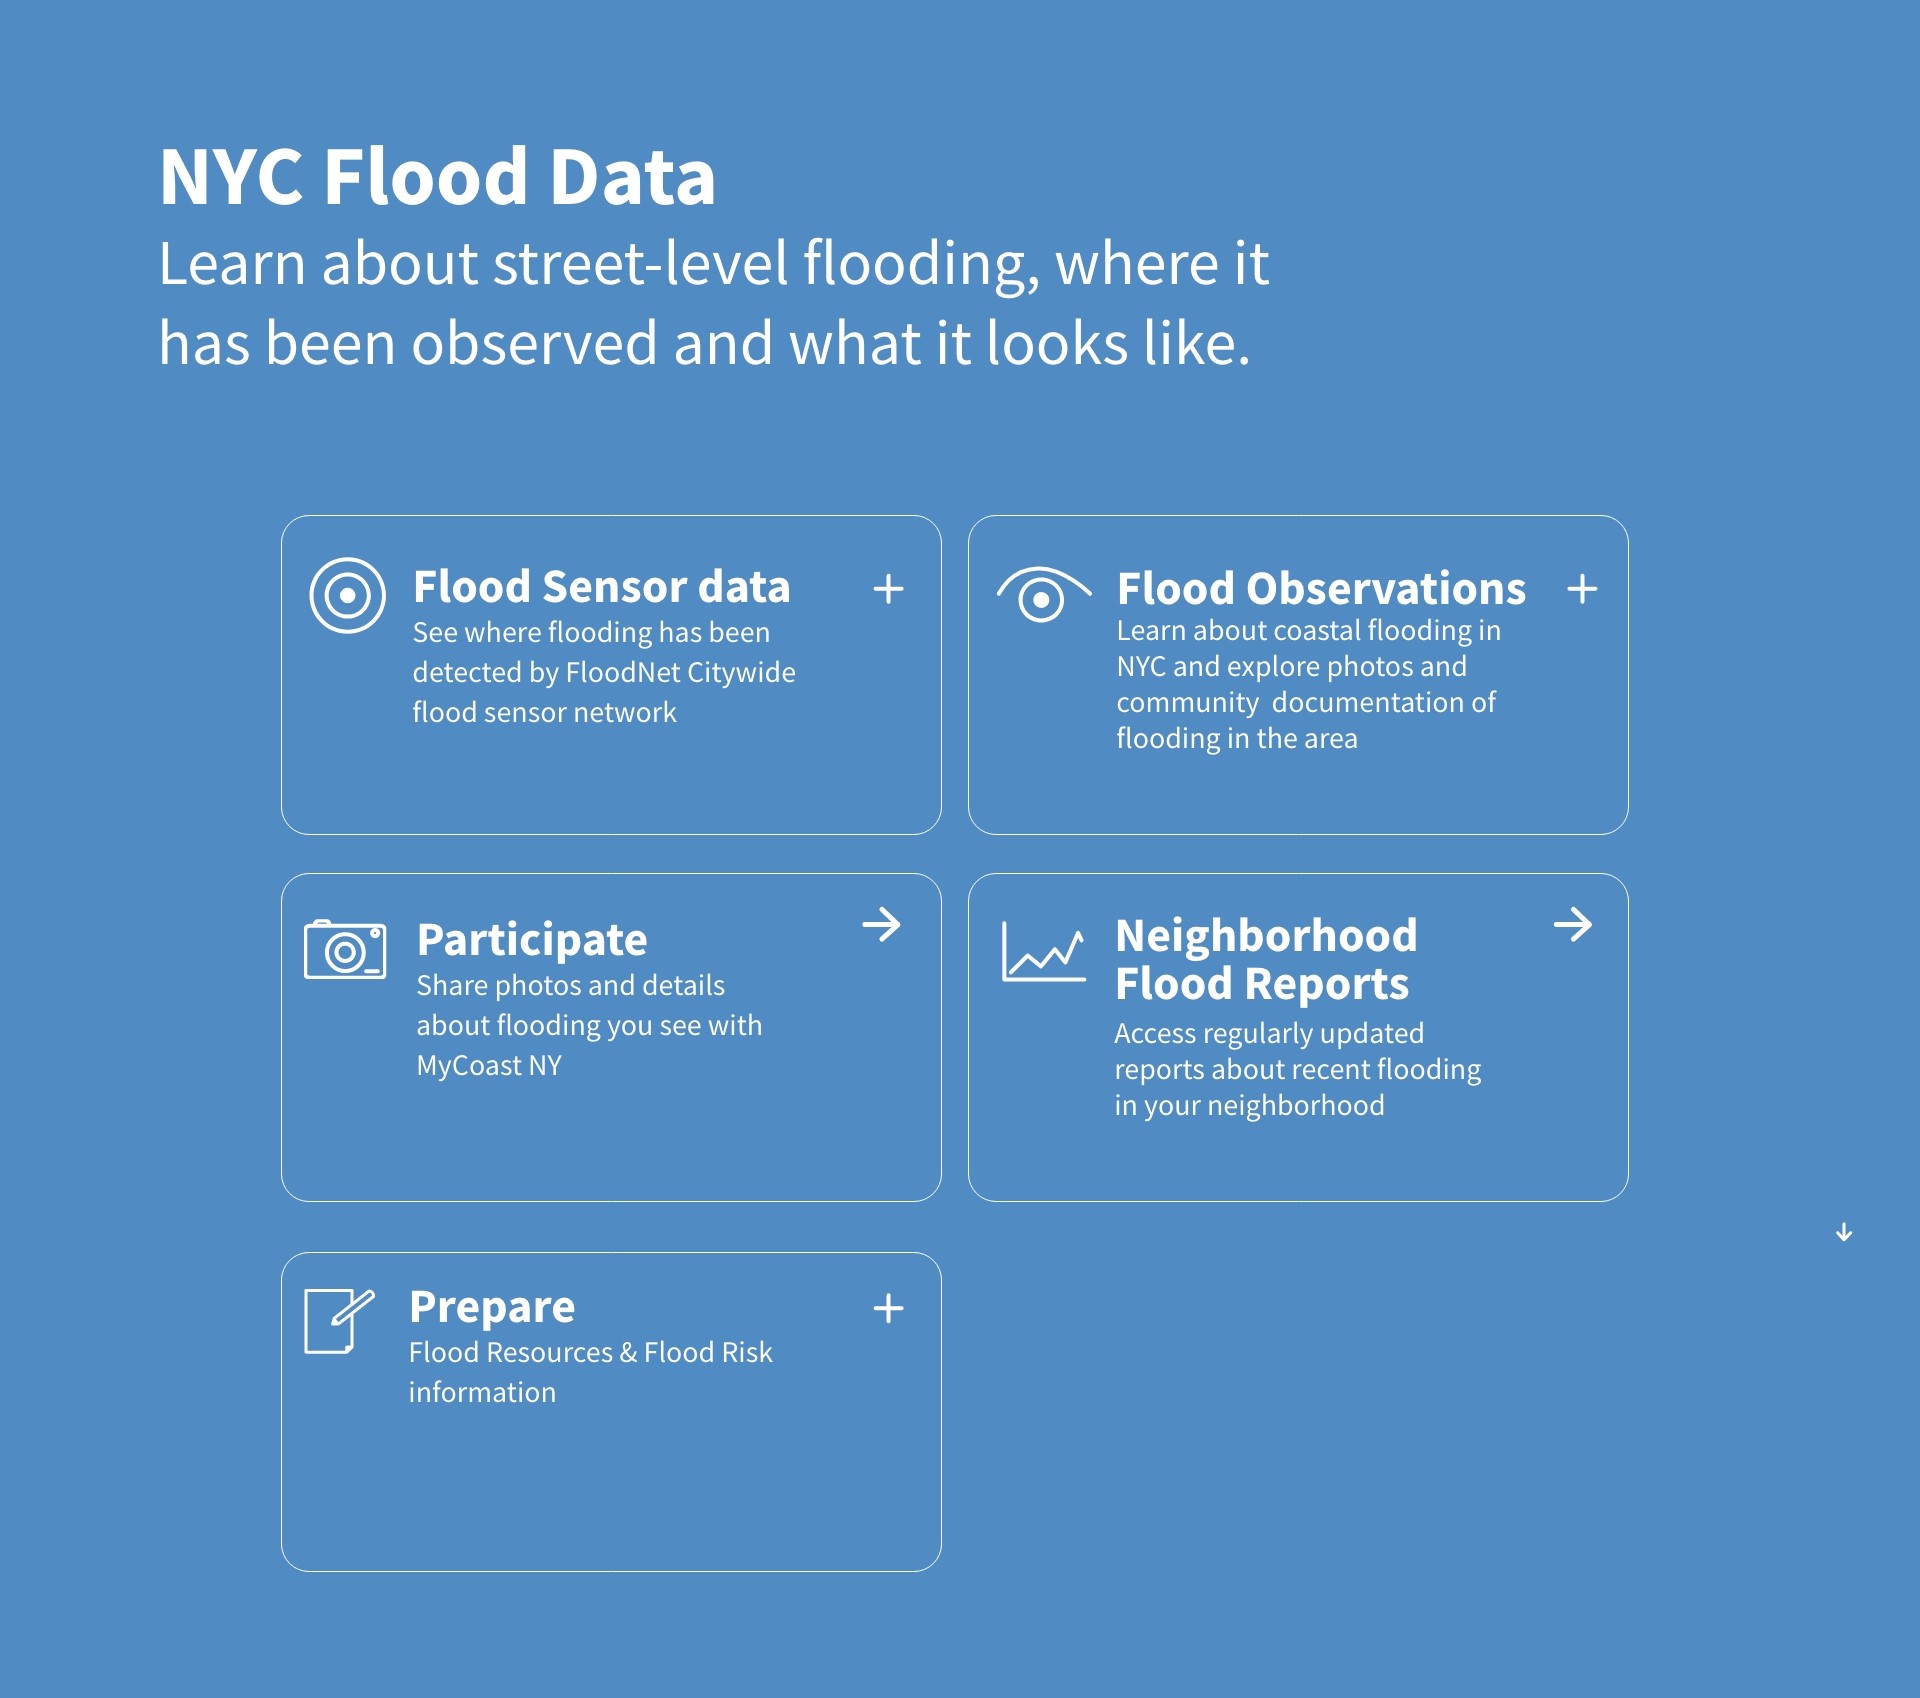 NYC Flood Data
Learn about street-level flooding, where it
has been observed and what it looks like.
Flood Sensor data
See where flooding has been
detected by FloodNet Citywide
flood sensor network
Flood Observations
Learn about coastal flooding in
NYC and explore photos and
community  documentation of
flooding in the area
Participate
Share photos and details
about flooding you see with
MyCoast NY
Neighborhood
Flood Reports
Access regularly updated
reports about recent flooding
in your neighborhood
Prepare
Flood Resources & Flood Risk
information